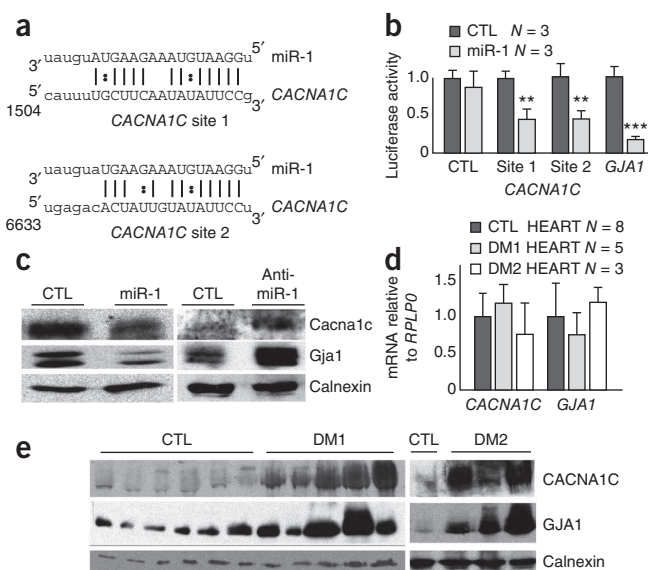 a
3′ uauguAUGAAGAAAUGUAAGGu 5′ miR-1
1504 5′ cauuuUGCUUCAAUAUAUUCCg 3′ CACNA1C
CACNA1C site 1
3′ uauguaUGAAGAAAUGUAAGGu 5′ miR-1
6633 5′ ugagacACUAUUGUAUAUUCCu 3′ CACNA1C
CACNA1C site 2
b
CTL N = 3
miR-1 N = 3
Luciferase activity
1.0
0.5
0
** ** ***
CTL Site 1 Site 2 GJA1
CACNA1C
c
CTL miR-1 CTL Anti-miR-1
Cacna1c
Gja1
Calnexin
d
CTL HEART N = 8
DM1 HEART N = 5
DM2 HEART N = 3
mRNA relative
to RPLP0
1.5
1.0
0.5
0
CACNA1C GJA1
e
CTL DM1 CTL DM2
CACNA1C
GJA1
Calnexin